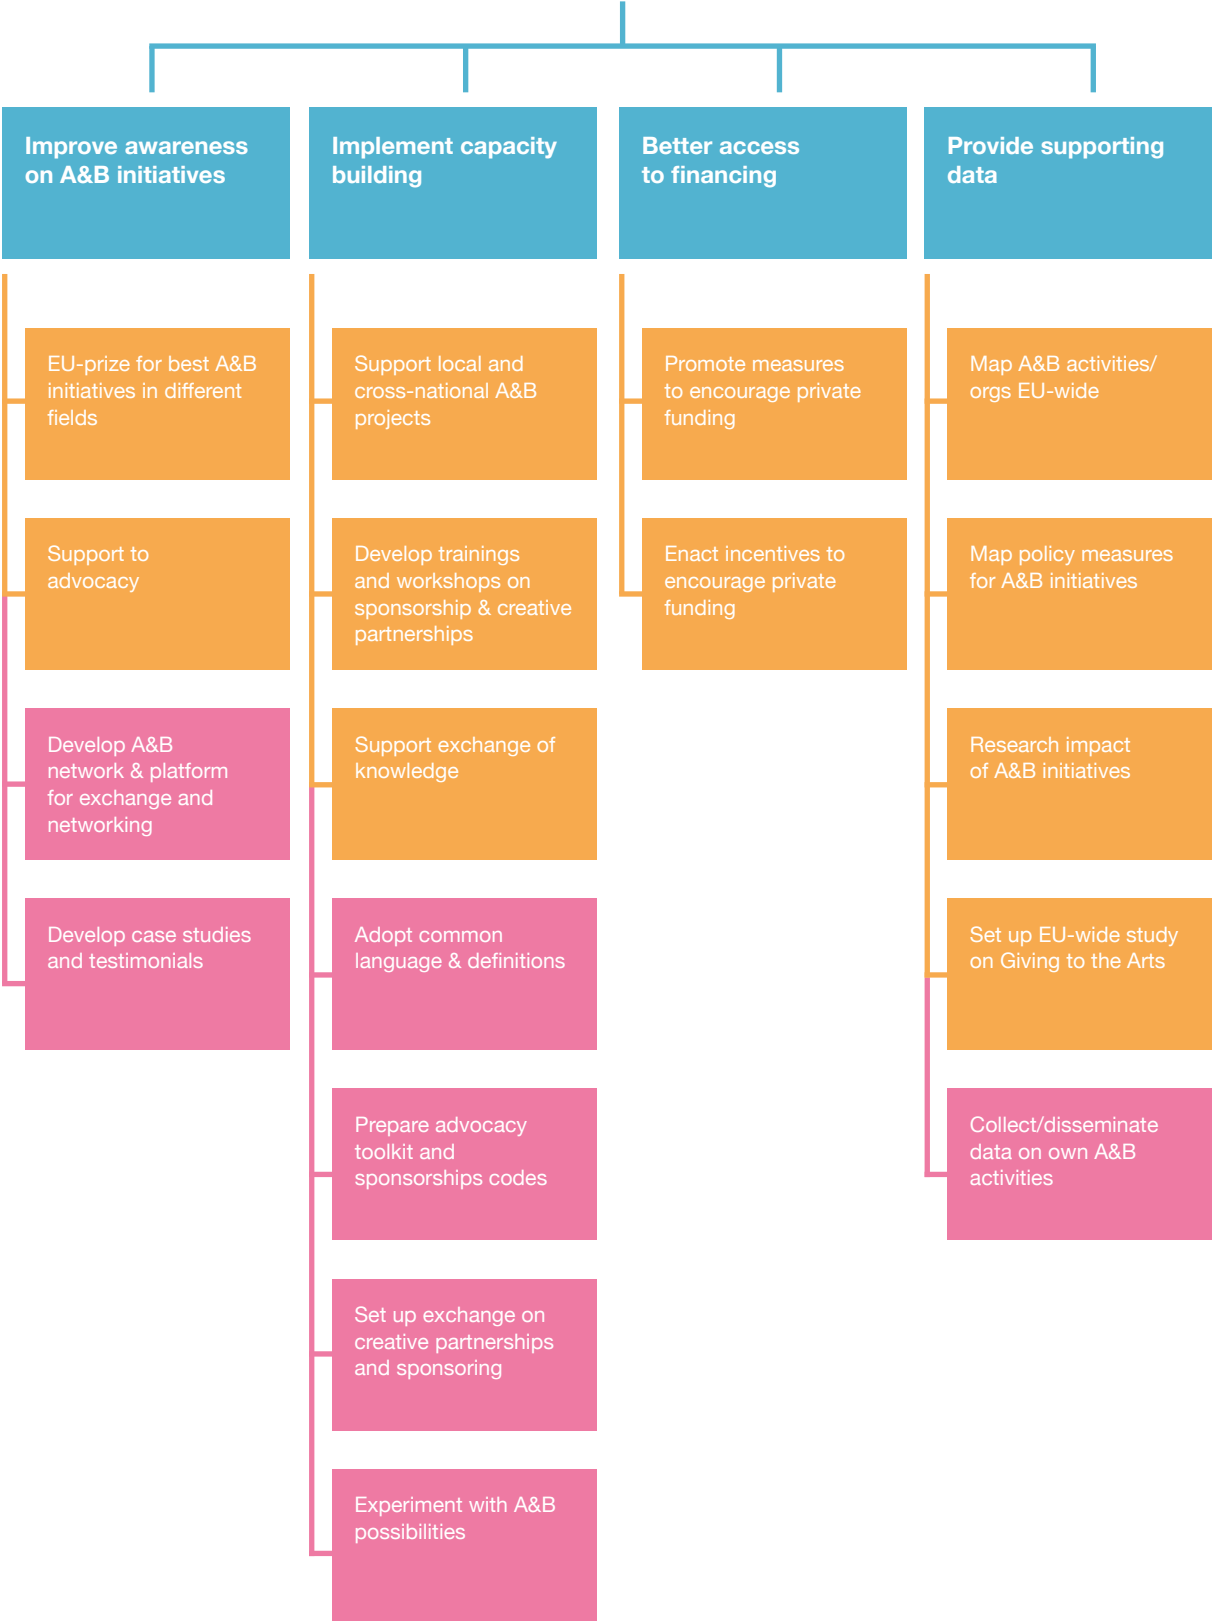 Improve awareness
on A&B initiatives
EU-prize for best A&B
initiatives in different
fields
Support to
advocacy
Develop A&B
network & platform
for exchange and
networking
Develop case studies
and testimonials
Implement capacity
building
Support local and
cross-national A&B
projects
Develop trainings
and workshops on
sponsorship & creative
partnerships
Support exchange of
knowledge
Adopt common
language & definitions
Prepare advocacy
toolkit and
sponsorships codes
Set up exchange on
creative partnerships
and sponsoring
Experiment with A&B
possibilities
Better access
to financing
Promote measures
to encourage private
funding
Enact incentives to
encourage private
funding
Provide supporting
data
Map A&B activities/
orgs EU-wide
Map policy measures
for A&B initiatives
Research impact
of A&B initiatives
Set up EU-wide study
on Giving to the Arts
Collect/disseminate
data on own A&B
activities